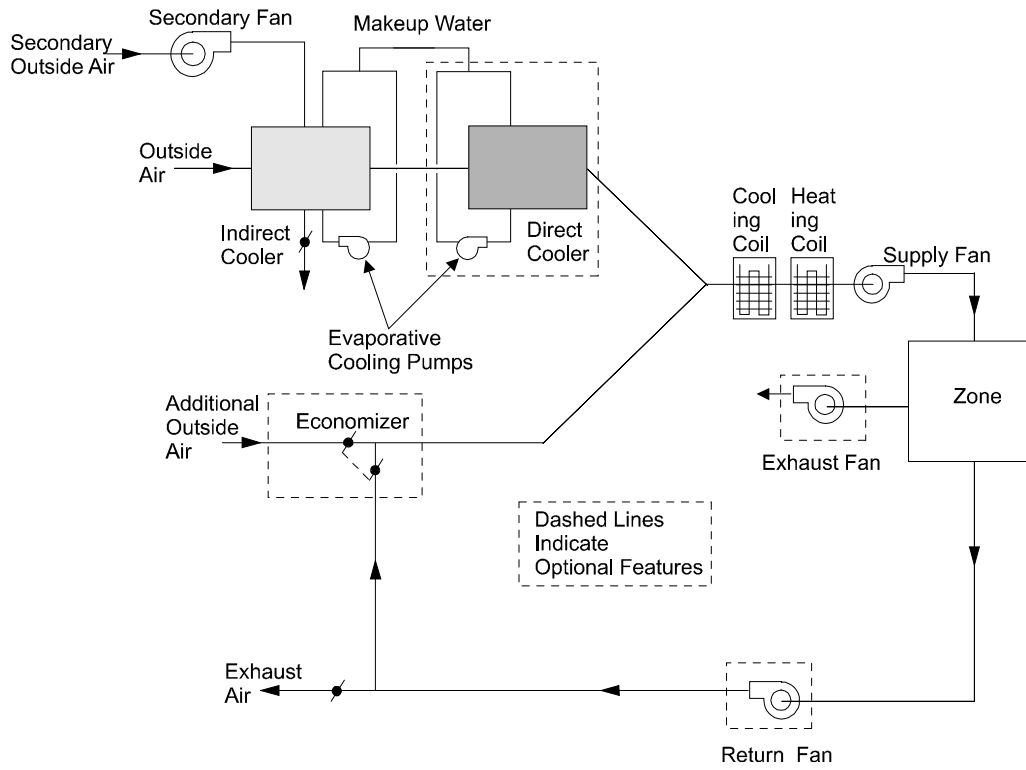 Secondary Fan
Makeup Water
Secondary
Outside Air
Outside
Air
Indirect
Cooler
Direct
Cooler
Evaporative
Cooling Pumps
Cool
ing
Coil
Heat
ing
Coil
Supply Fan
Zone
Exhaust Fan
Additional
Outside
Air
Economizer
Dashed Lines
Indicate
Optional Features
Exhaust
Air
Return Fan